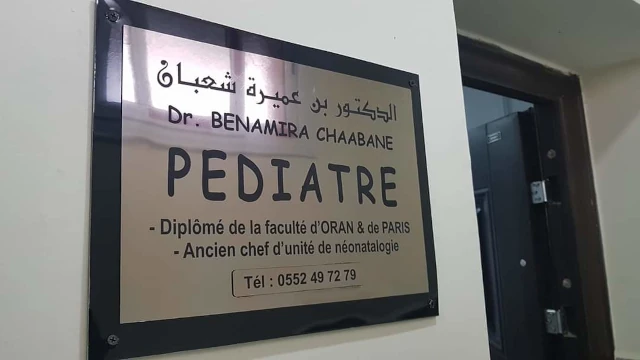 الدكتور بن عميرة شعبان
Dr. BENAMIRA CHAABANE
PEDIATRE
- Diplômé de la faculté d'ORAN & de PARIS
- Ancien chef d'unité de néonatalogie
Tél : 0552 49 72 79